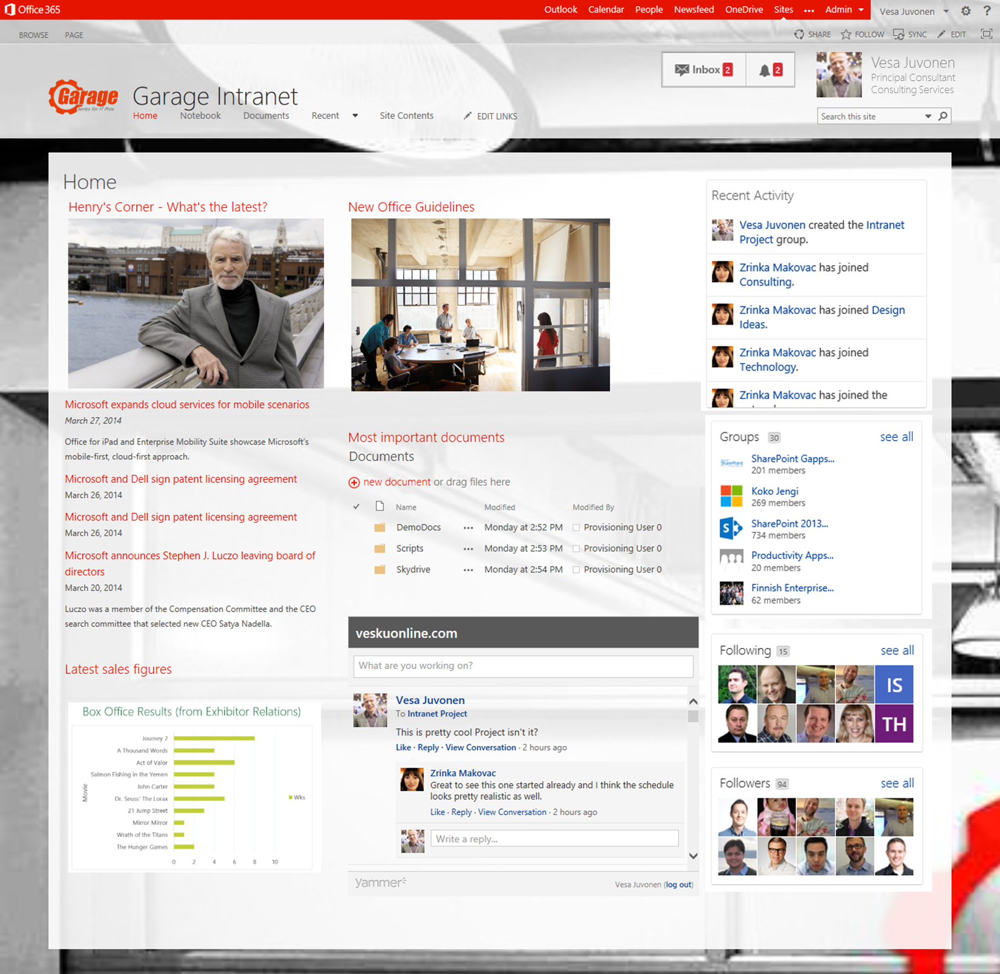 Office 365
Outlook Calendar People Newsfeed OneDrive Sites ••• Admin
Vesa Juvonen ?
BROWSE PAGE
SHARE FOLLOW SYNC EDIT
Inbox 2 2
Vesa Juvonen
Principal Consultant
Consulting Services
Garage
Series for IT Pros
Garage Intranet
Home Notebook Documents Recent Site Contents EDIT LINKS
Search this site
Home
Henry's Corner - What's the latest?
Microsoft expands cloud services for mobile scenarios
March 27, 2014
Office for iPad and Enterprise Mobility Suite showcase Microsoft's
mobile-first, cloud-first approach.
Microsoft and Dell sign patent licensing agreement
March 26, 2014
Microsoft and Dell sign patent licensing agreement
March 26, 2014
Microsoft announces Stephen J. Luczo leaving board of
directors
March 20, 2014
Luczo was a member of the Compensation Committee and the CEO
search committee that selected new CEO Satya Nadella.
Latest sales figures
Box Office Results (from Exhibitor Relations)
Movie
Journey 2
A Thousand Words
Act of Valor
Salmon Fishing in the Yemen
John Carter
Dr. Seuss' The Lorax
21 Jump Street
Mirror Mirror
Wrath of the Titans
The Hunger Games
0 2 4 6 8 10
Wks
New Office Guidelines
Most important documents
Documents
new document or drag files here
Name Modified Modified By
DemoDocs ••• Monday at 2:52 PM Provisioning User 0
Scripts ••• Monday at 2:53 PM Provisioning User 0
Skydrive ••• Monday at 2:54 PM Provisioning User 0
veskuonline.com
What are you working on?
Vesa Juvonen
To Intranet Project
This is pretty cool Project isn't it?
Like · Reply · View Conversation · 2 hours ago
Zrinka Makovac
Great to see this one started already and I think the schedule
looks pretty realistic as well.
Like · Reply · View Conversation · 2 hours ago
Write a reply...
yammer
Vesa Juvonen (log out)
Recent Activity
Vesa Juvonen created the Intranet
Project group.
Zrinka Makovac has joined
Consulting.
Zrinka Makovac has joined Design
Ideas.
Zrinka Makovac has joined
Technology.
Zrinka Makovac has joined the
Groups 30 see all
SharePoint
SharePoint Gapps...
201 members
Koko Jengi
269 members
S
SharePoint 2013...
734 members
Productivity Apps...
20 members
Finnish Enterprise...
62 members
Following 15 see all
IS
TH
Followers 94 see all